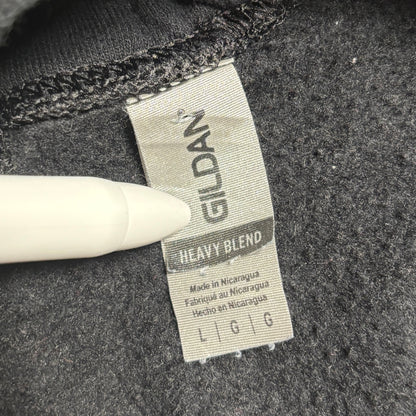 GILDAN
HEAVY BLEND
Made in Nicaragua
Fabriqué au Nicaragua
Hecho en Nicaragua
L | G | G